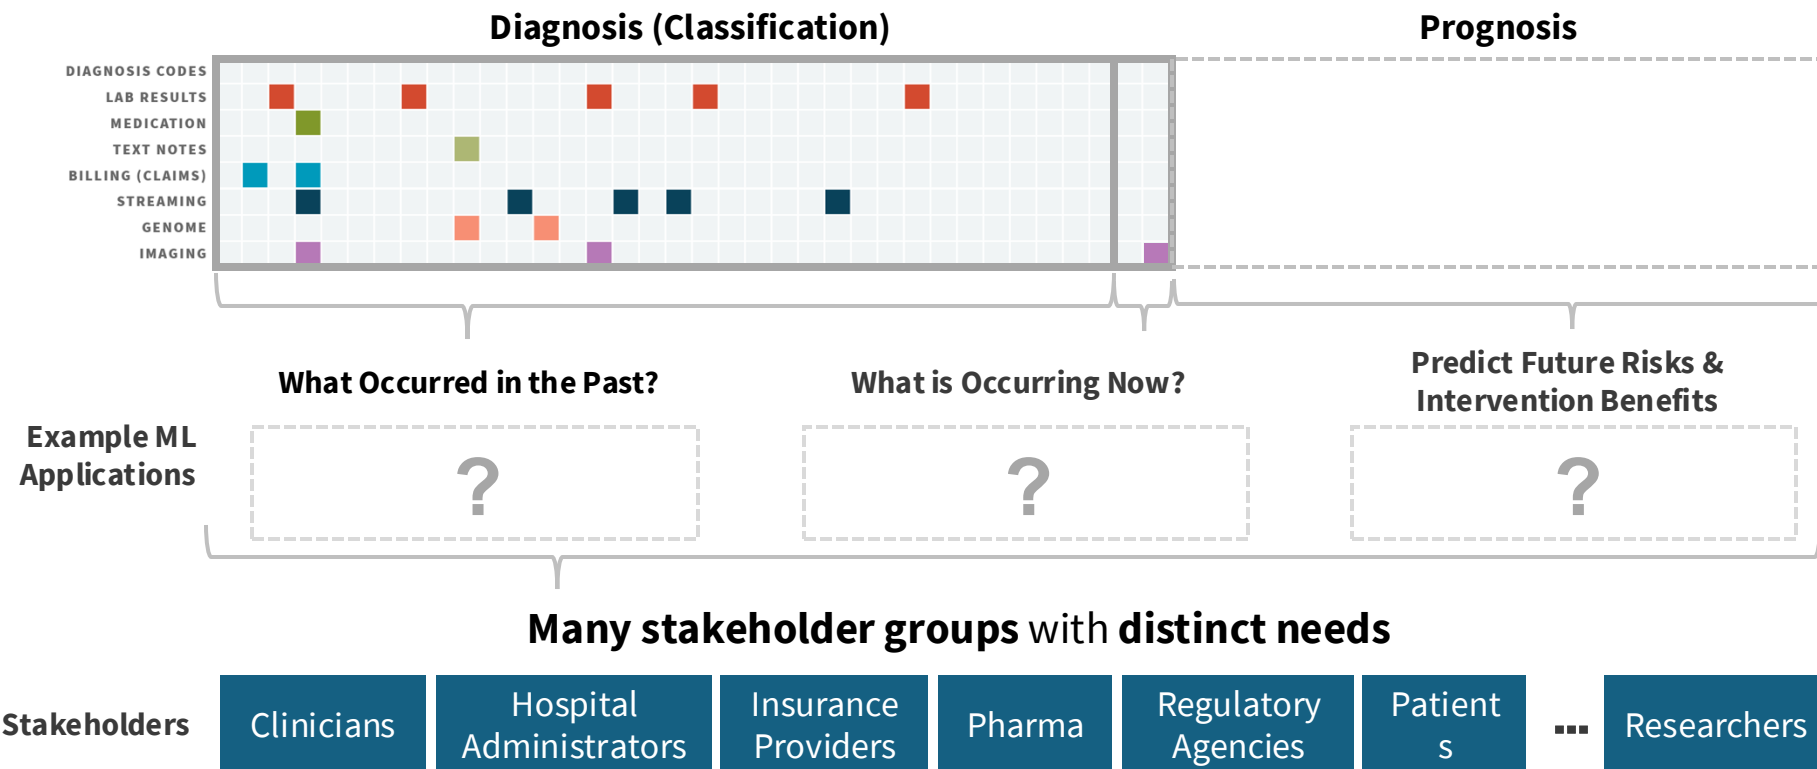 Diagnosis (Classification)
Prognosis
DIAGNOSIS CODES
LAB RESULTS
MEDICATION
TEXT NOTES
BILLING (CLAIMS)
STREAMING
GENOME
IMAGING
What Occurred in the Past?
What is Occurring Now?
Predict Future Risks &
Intervention Benefits
Example ML
Applications
?
?
?
Many stakeholder groups with distinct needs
Stakeholders
Clinicians
Hospital
Administrators
Insurance
Providers
Pharma
Regulatory
Agencies
Patient
s
...
Researchers